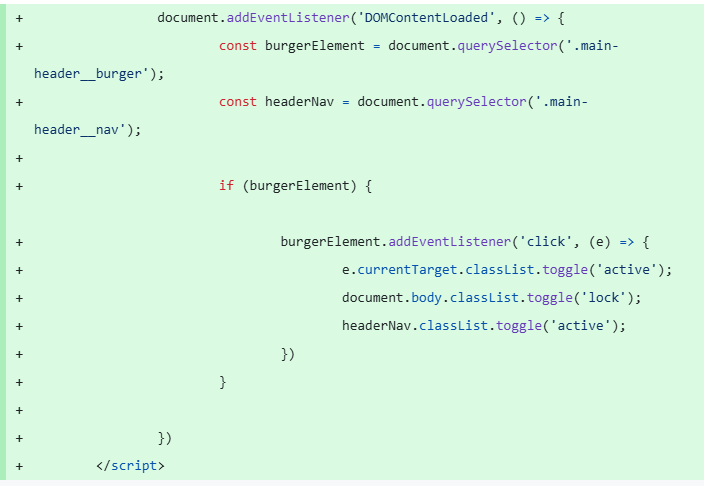 + document.addEventListener('DOMContentLoaded', () => {
+ const burgerElement = document.querySelector('.main-
header__burger');
+ const headerNav = document.querySelector('.main-
header__nav');
+
+ if (burgerElement) {
+ burgerElement.addEventListener('click', (e) => {
+ e.currentTarget.classList.toggle('active');
+ document.body.classList.toggle('lock');
+ headerNav.classList.toggle('active');
+ })
+ }
+
+ })
+ </script>